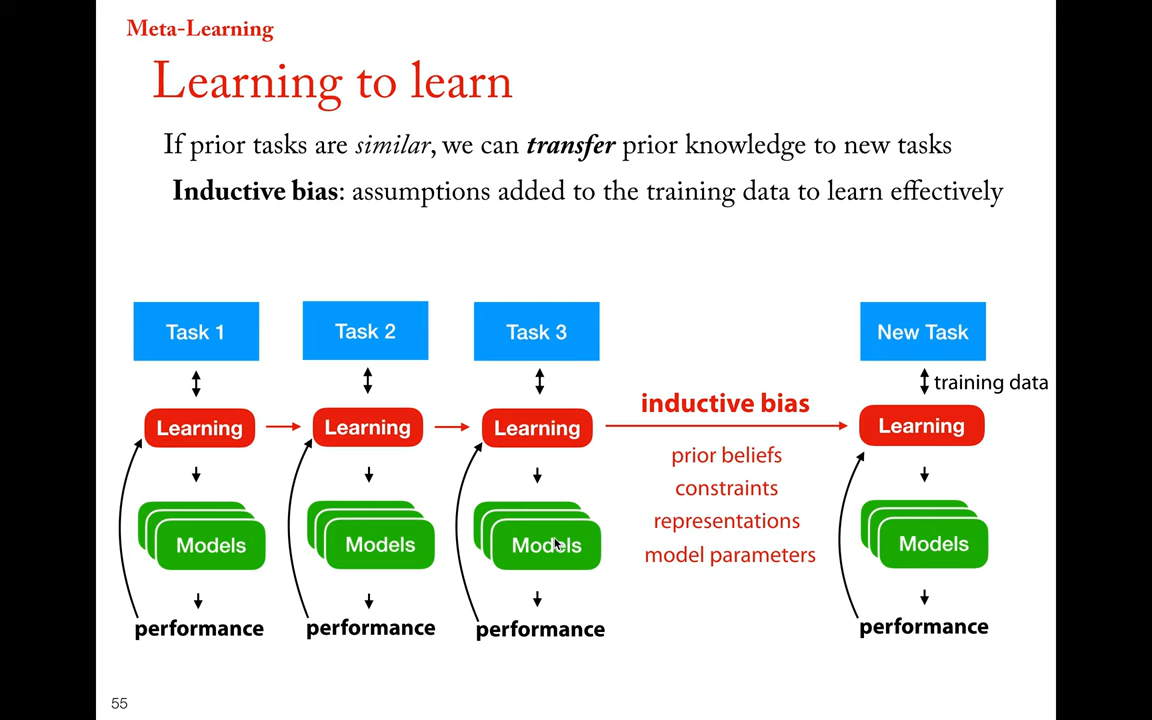 Meta-Learning
Learning to learn
If prior tasks are similar, we can transfer prior knowledge to new tasks
Inductive bias: assumptions added to the training data to learn effectively
Task 1
Task 2
Task 3
New Task
training data
Learning
Learning
Learning
inductive bias
Learning
prior beliefs
constraints
representations
model parameters
Models
Models
Models
Models
performance
performance
performance
performance
55